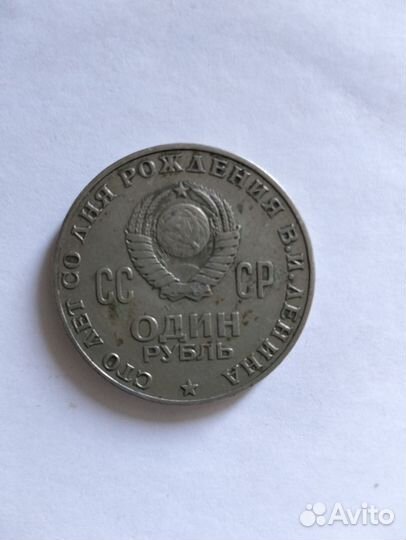 СТО ЛЕТ СО ДНЯ РОЖДЕНИЯ В.И.ЛЕНИНА
СС СР
ОДИН
РУБЛЬ
Avito